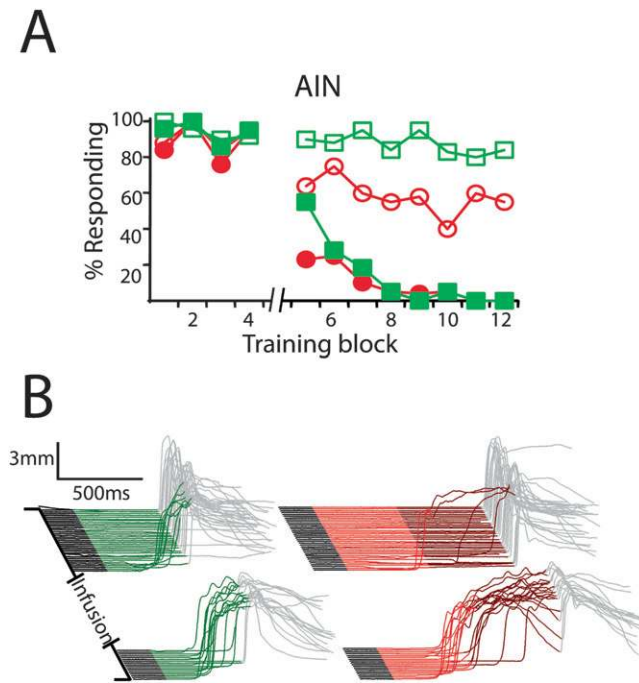 A
AIN
% Responding
100
80
60
40
20
2 4 6 8 10 12
Training block
B
3mm
500ms
Infusion